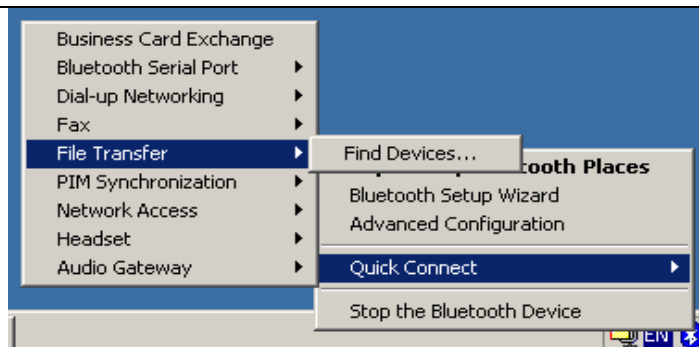 Business Card Exchange
Bluetooth Serial Port
Dial-up Networking
Fax
File Transfer
PIM Synchronization
Network Access
Headset
Audio Gateway
Find Devices...
tooth Places
Bluetooth Setup Wizard
Advanced Configuration
Quick Connect
Stop the Bluetooth Device
EN